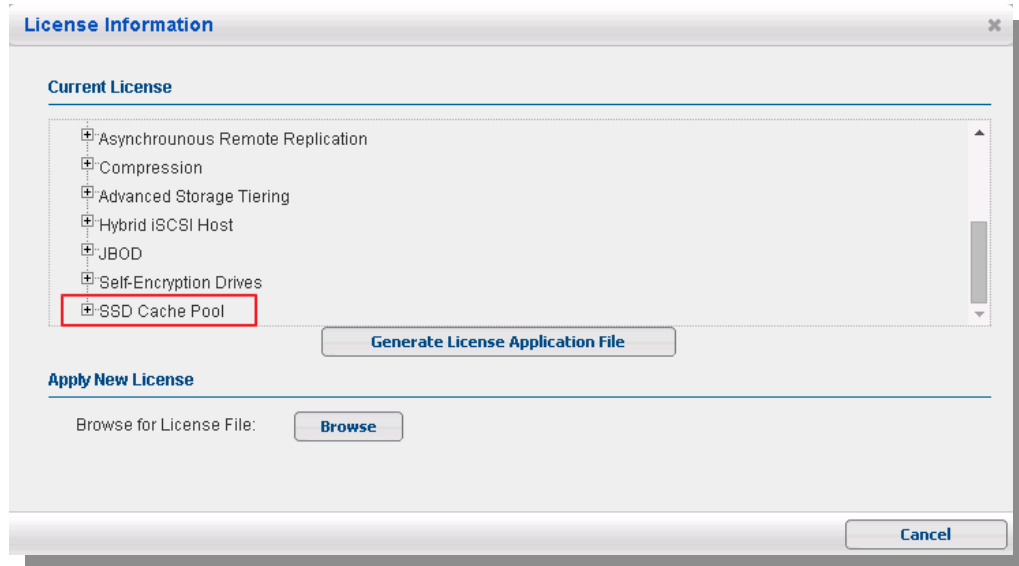 License Information
Current License
Asynchrounous Remote Replication
Compression
Advanced Storage Tiering
Hybrid iSCSI Host
JBOD
Self-Encryption Drives
SSD Cache Pool
Generate License Application File
Apply New License
Browse for License File: Browse
Cancel